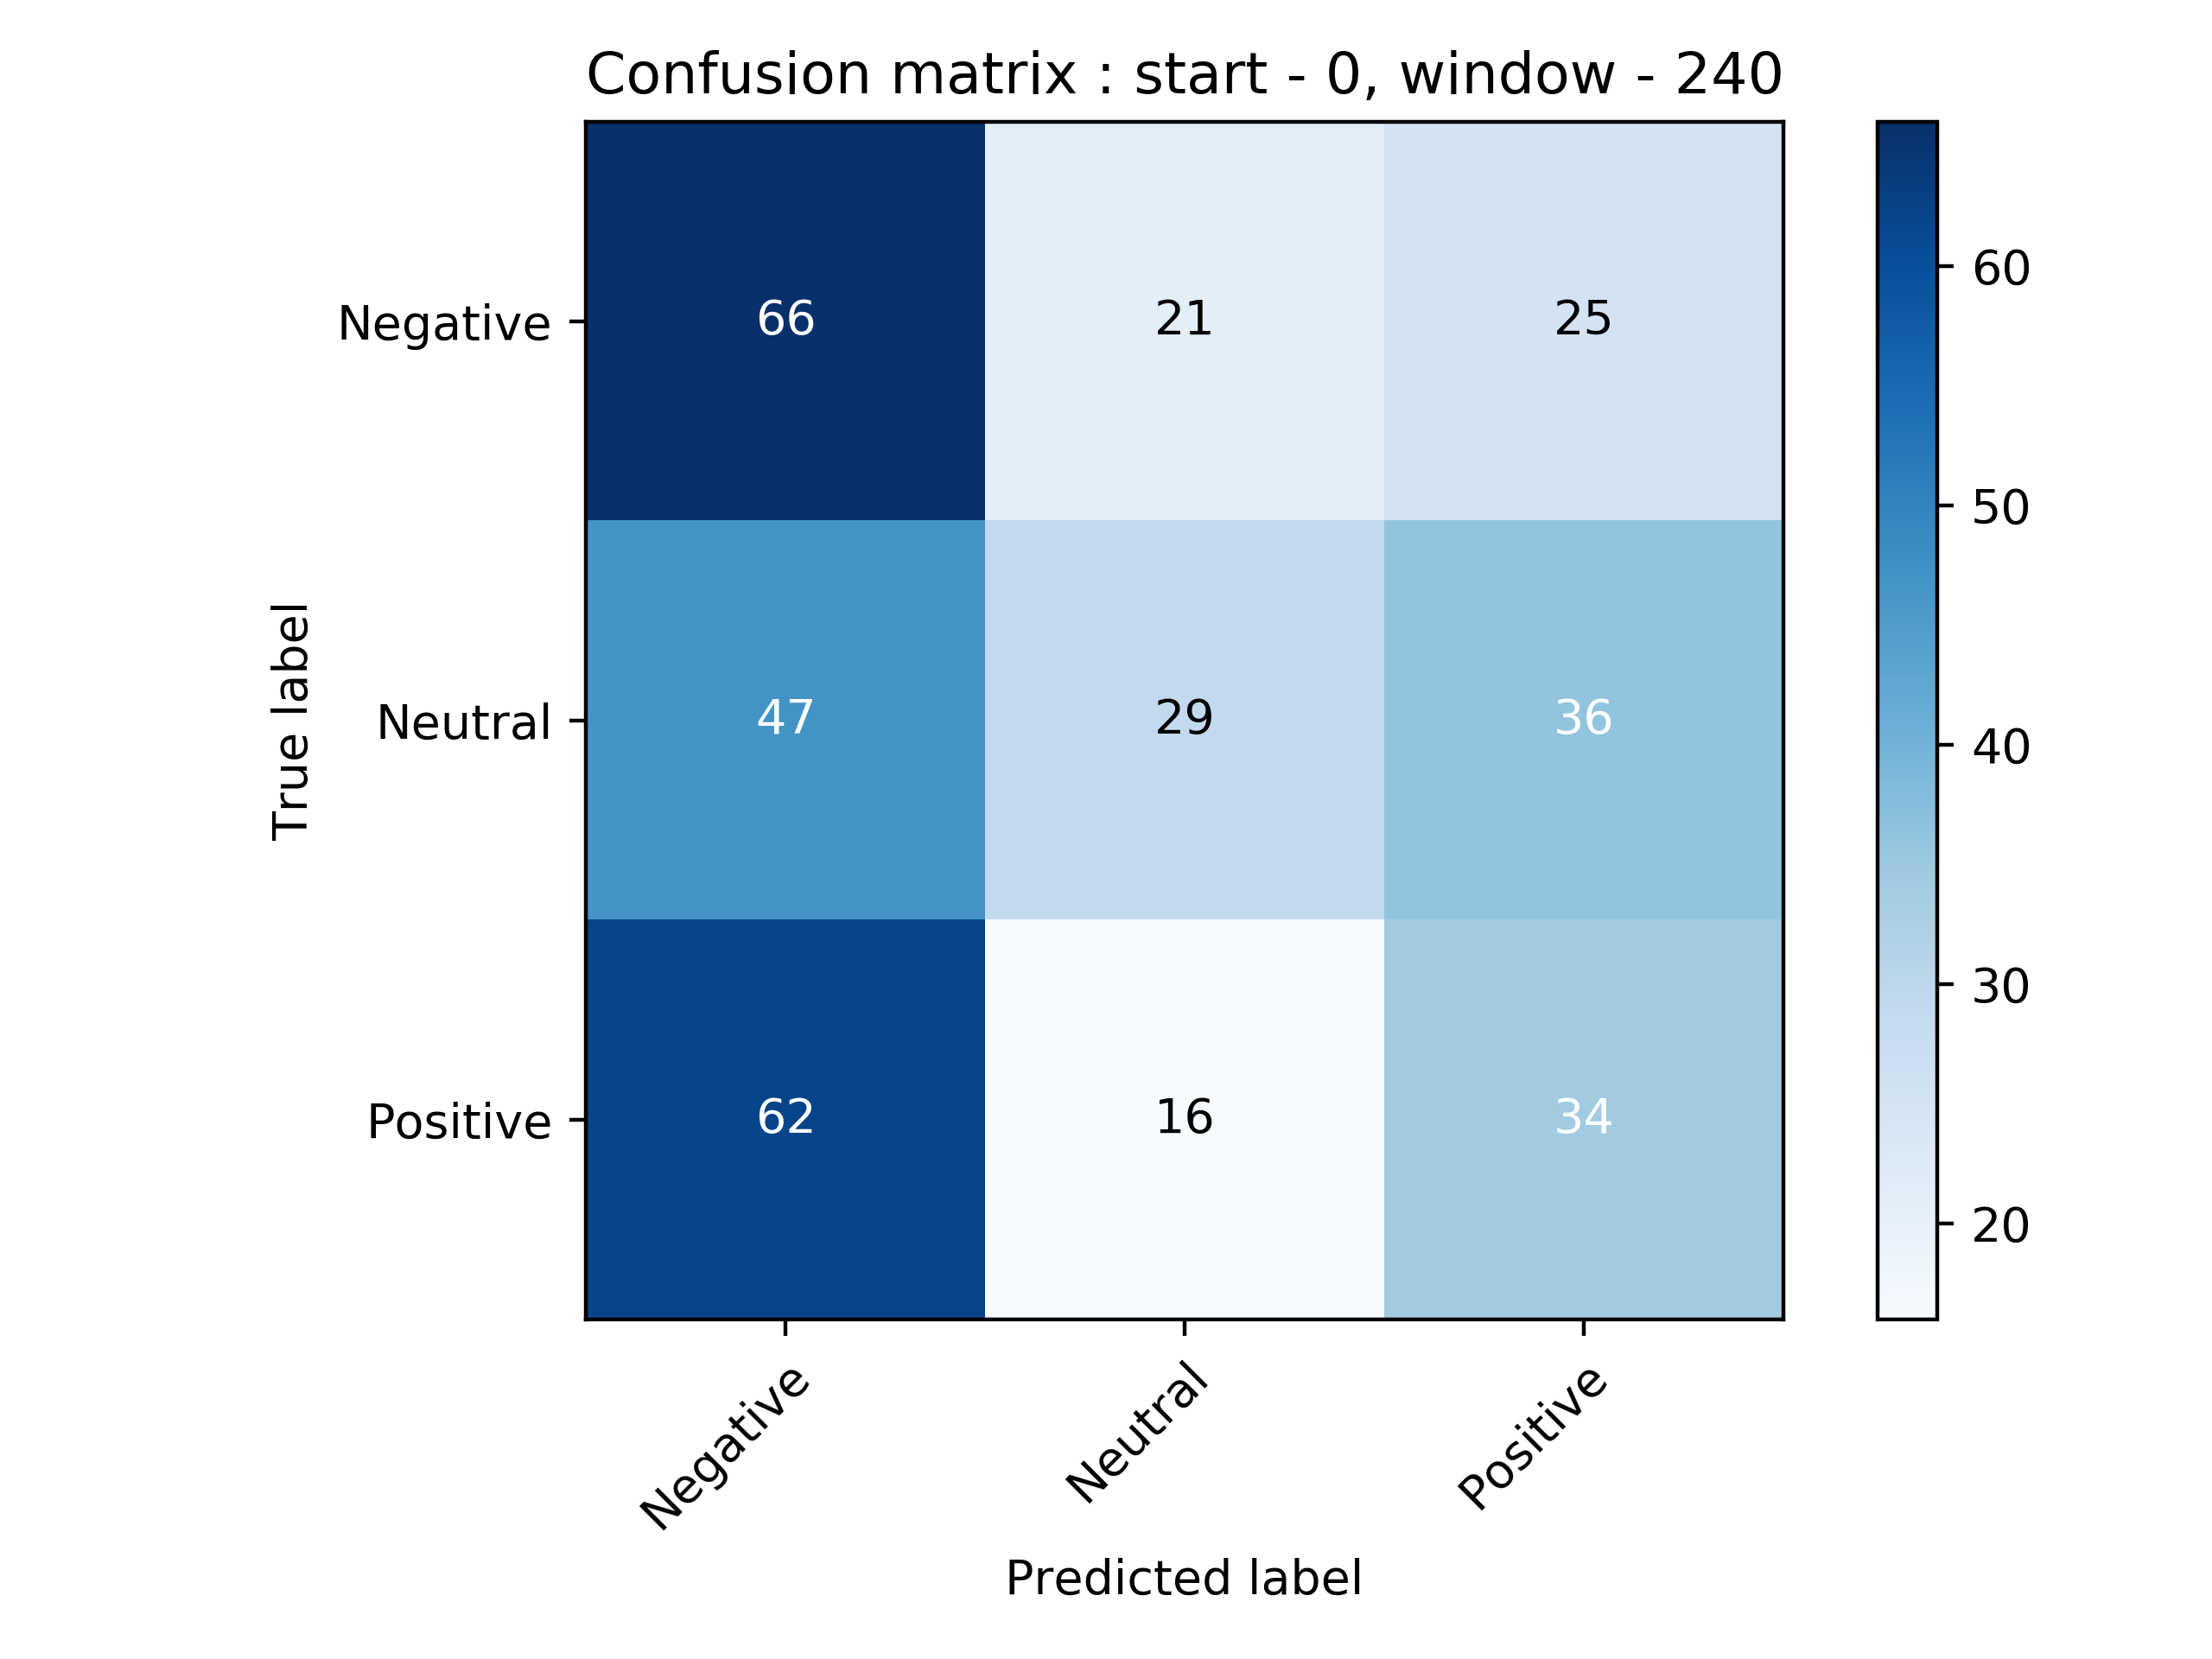 Confusion matrix : start - 0, window - 240
True label
Negative
66
21
25
Neutral
47
29
36
Positive
62
16
34
Negative
Neutral
Positive
Predicted label
60
50
40
30
20